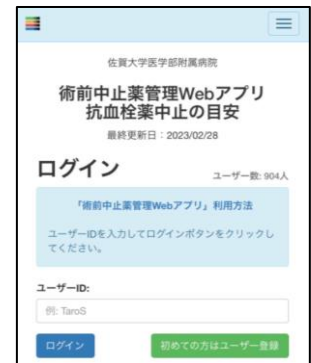 佐賀大学医学部附属病院
術前中止薬管理Webアプリ
抗血栓薬中止の目安
最終更新日：2023/02/28
ログイン
ユーザー数: 904人
「術前中止薬管理Webアプリ」利用方法
ユーザーIDを入力してログインボタンをクリックし
てください。
ユーザーID:
例: TaroS
ログイン
初めての方はユーザー登録